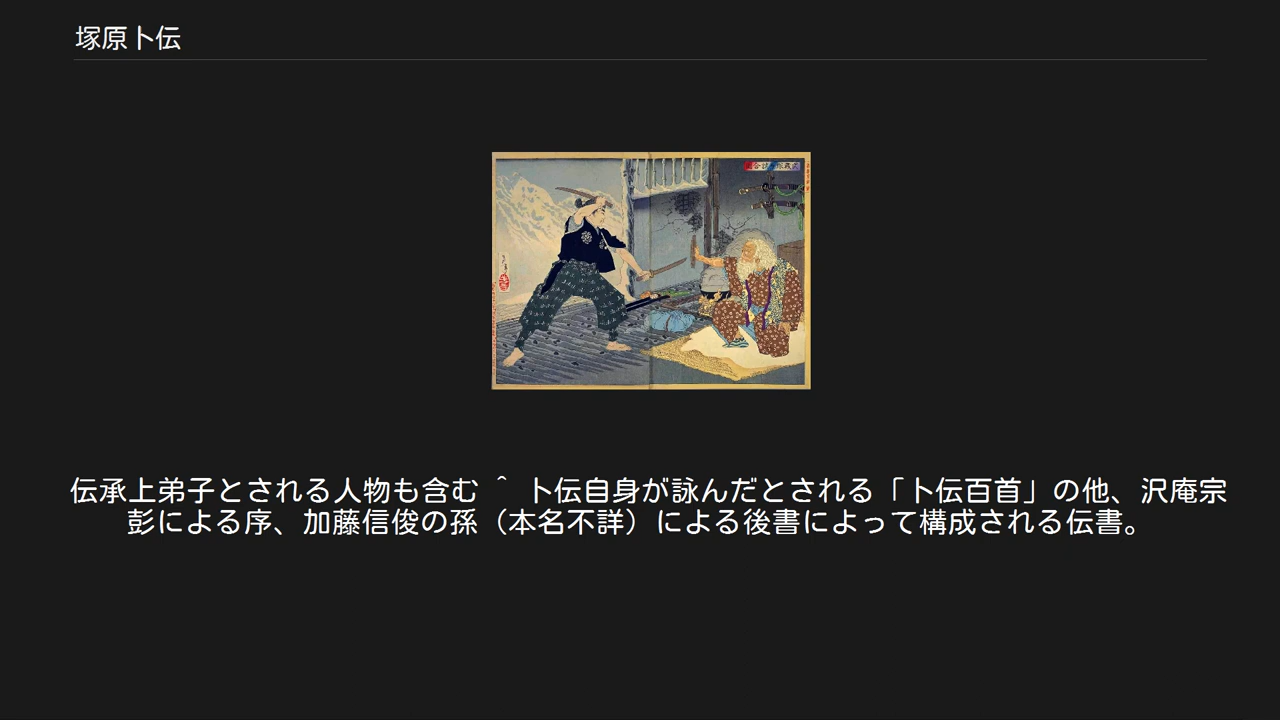 塚原卜伝
伝承上弟子とされる人物も含む ^ 卜伝自身が詠んだとされる「卜伝百首」の他、沢庵宗
彭による序、加藤信俊の孫（本名不詳）による後書によって構成される伝書。